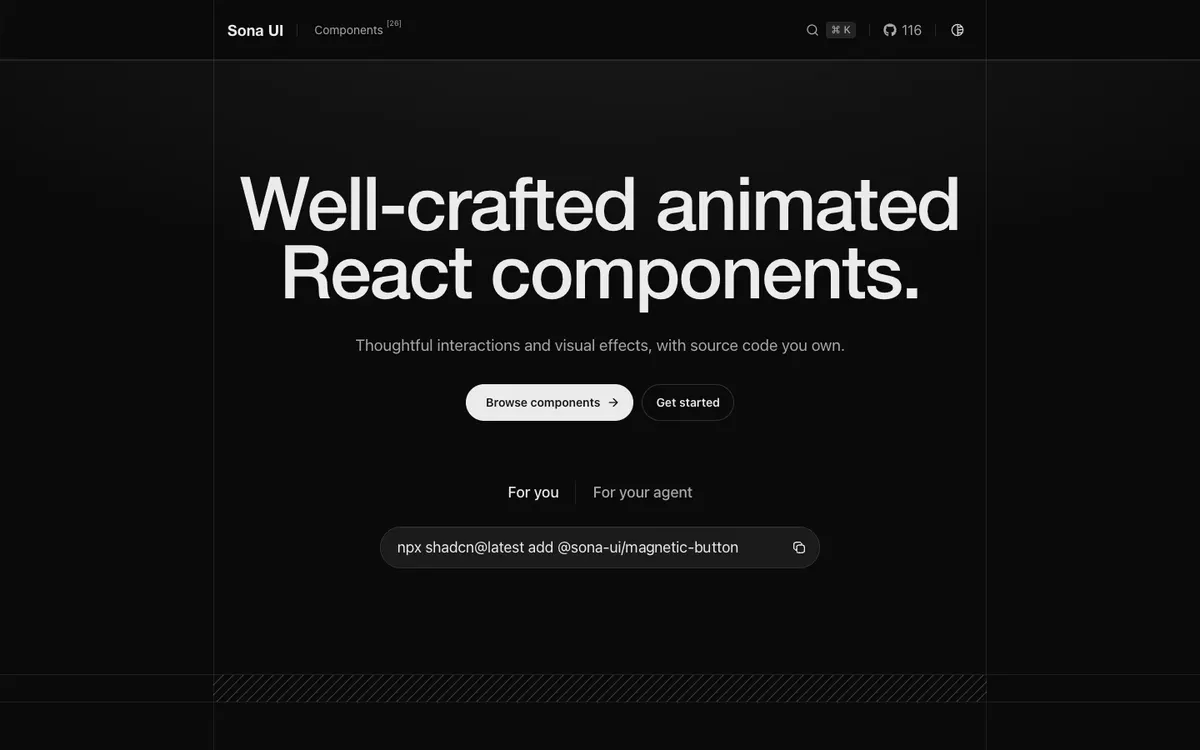 Sona UI
Components [26]
⌘ K
116
Well-crafted animated
React components.
Thoughtful interactions and visual effects, with source code you own.
Browse components →
Get started
For you
For your agent
npx shadcn@latest add @sona-ui/magnetic-button